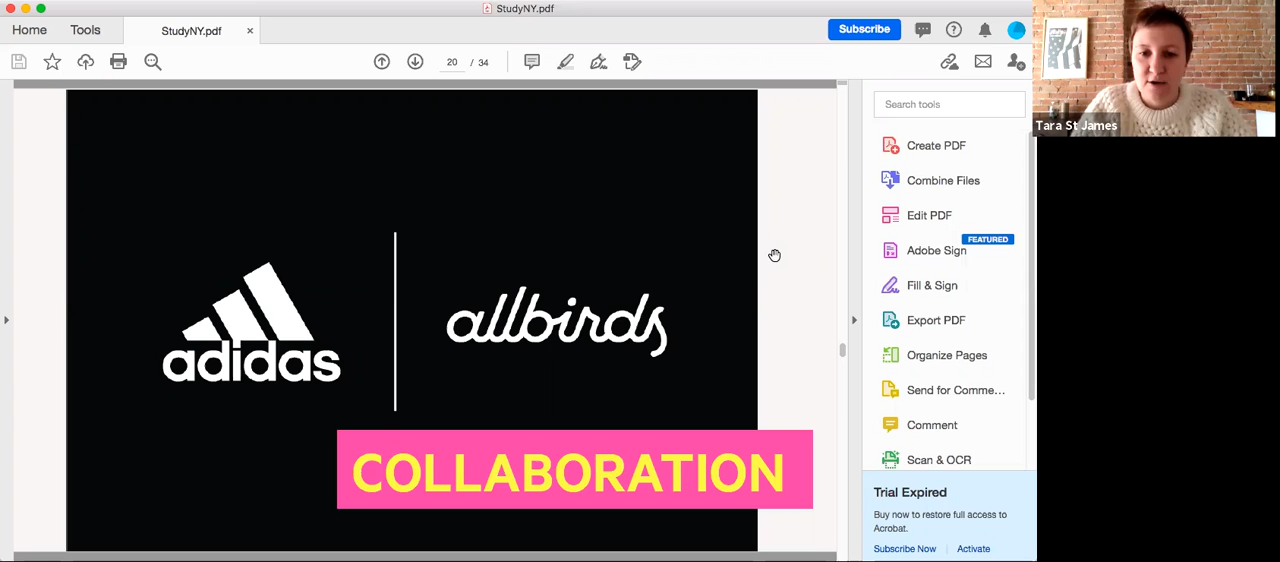 StudyNY.pdf
Home
Tools
StudyNY.pdf
×
Subscribe
20 / 34
Search tools
Create PDF
Combine Files
Edit PDF
FEATURED
Adobe Sign
Fill & Sign
Export PDF
Organize Pages
Send for Comme...
Comment
Scan & OCR
Trial Expired
Buy now to restore full access to
Acrobat.
Subscribe Now
Activate
adidas
allbirds
COLLABORATION
Tara St James